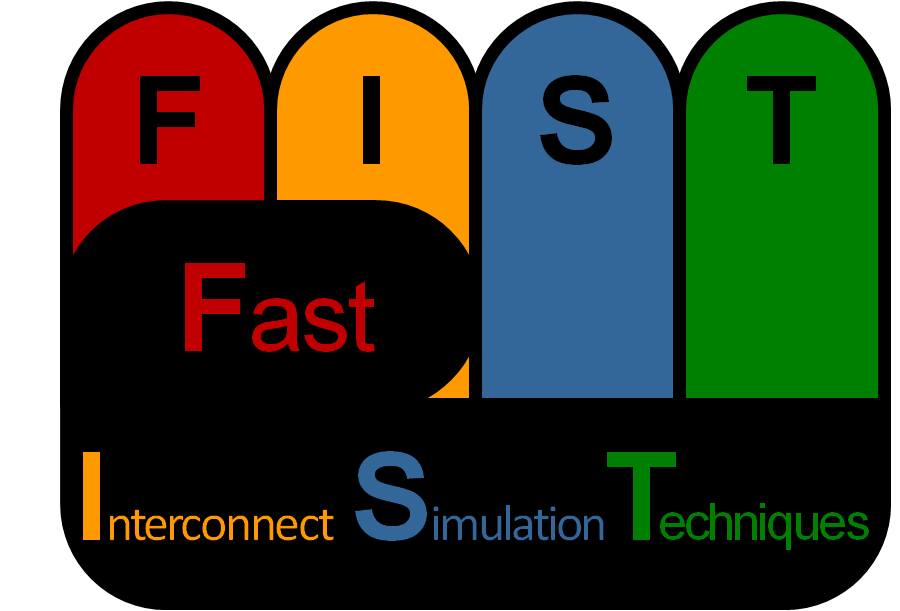 F I S T
Fast
Interconnect Simulation Techniques